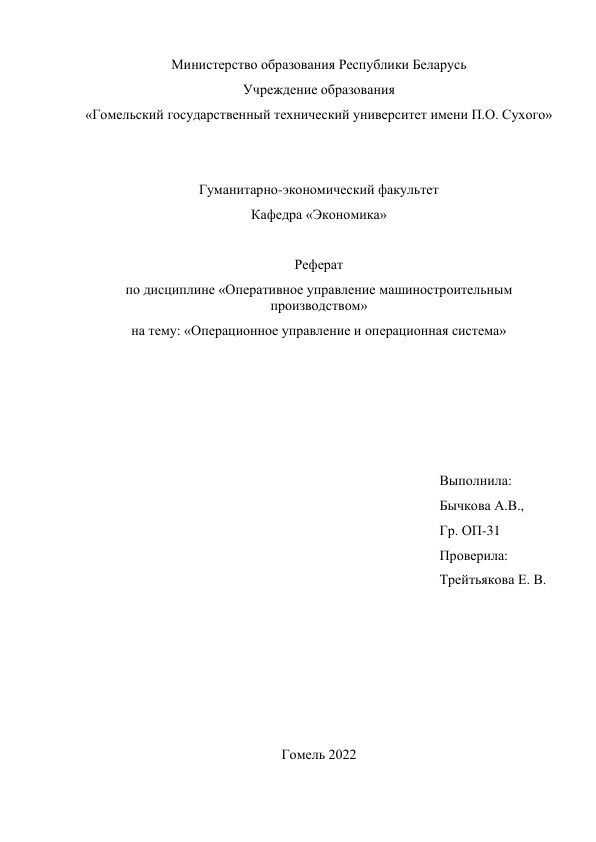 Министерство образования Республики Беларусь
Учреждение образования
«Гомельский государственный технический университет имени П.О. Сухого»
Гуманитарно-экономический факультет
Кафедра «Экономика»
Реферат
по дисциплине «Оперативное управление машиностроительным
производством»
на тему: «Операционное управление и операционная система»
Выполнила:
Бычкова А.В.,
Гр. ОП-31
Проверила:
Трейтьякова Е. В.
Гомель 2022